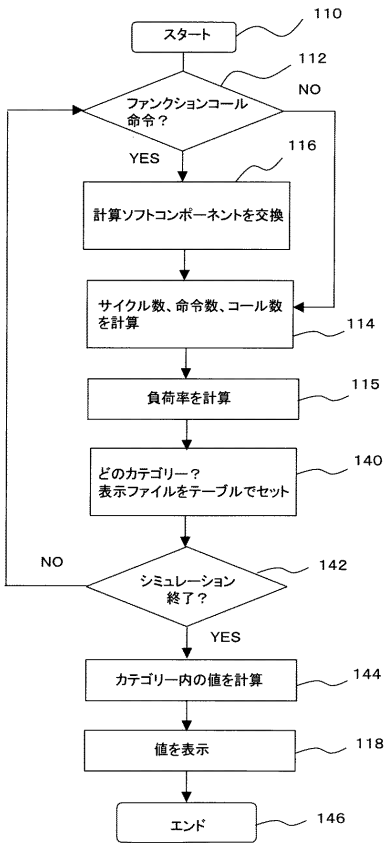 スタート
110
ファンクションコール
命令？
112
NO
YES
116
計算ソフトコンポーネントを交換
サイクル数、命令数、コール数
を計算
114
負荷率を計算
115
どのカテゴリー？
表示ファイルをテーブルでセット
140
NO
シミュレーション
終了？
142
YES
カテゴリー内の値を計算
144
値を表示
118
エンド
146